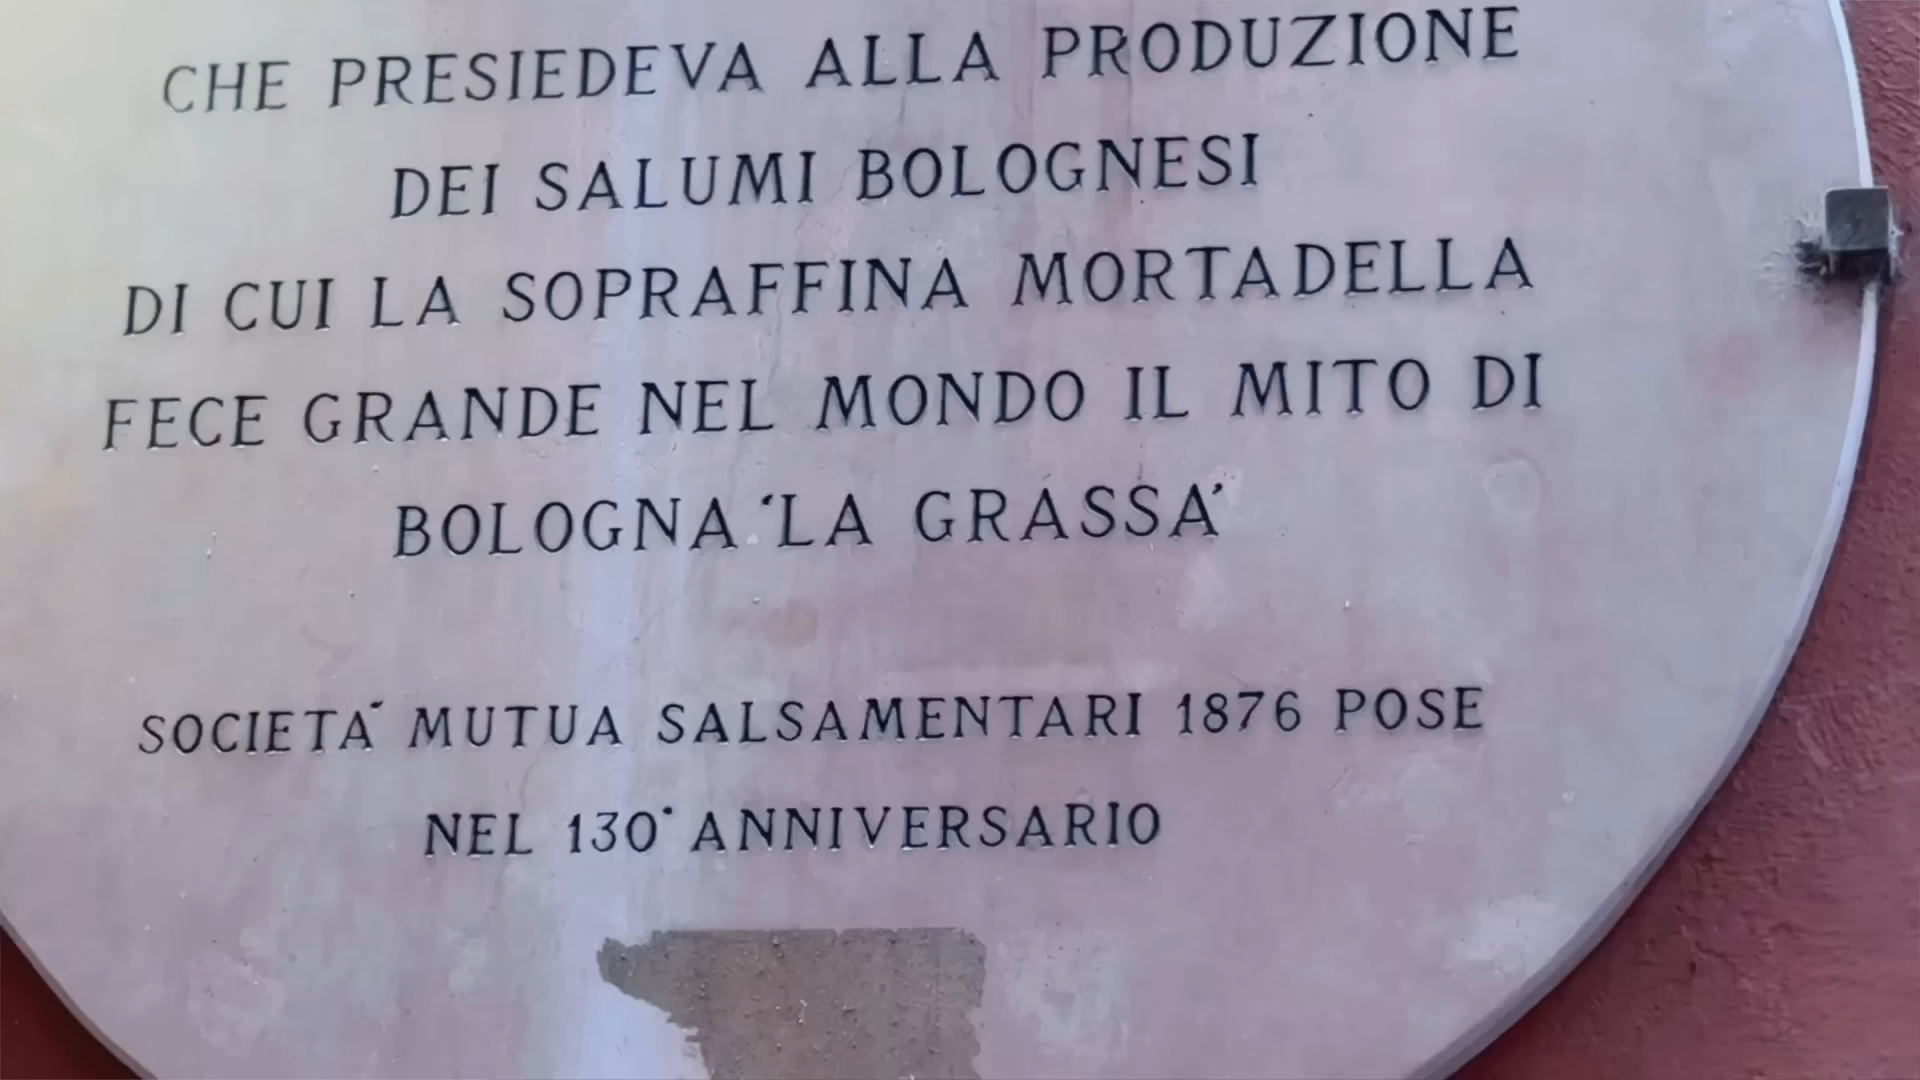 CHE PRESIEDEVA ALLA PRODUZIONE
DEI SALUMI BOLOGNESI
DI CUI LA SOPRAFFINA MORTADELLA
FECE GRANDE NEL MONDO IL MITO DI
BOLOGNA 'LA GRASSA'
SOCIETA' MUTUA SALSAMENTARI 1876 POSE
NEL 130° ANNIVERSARIO